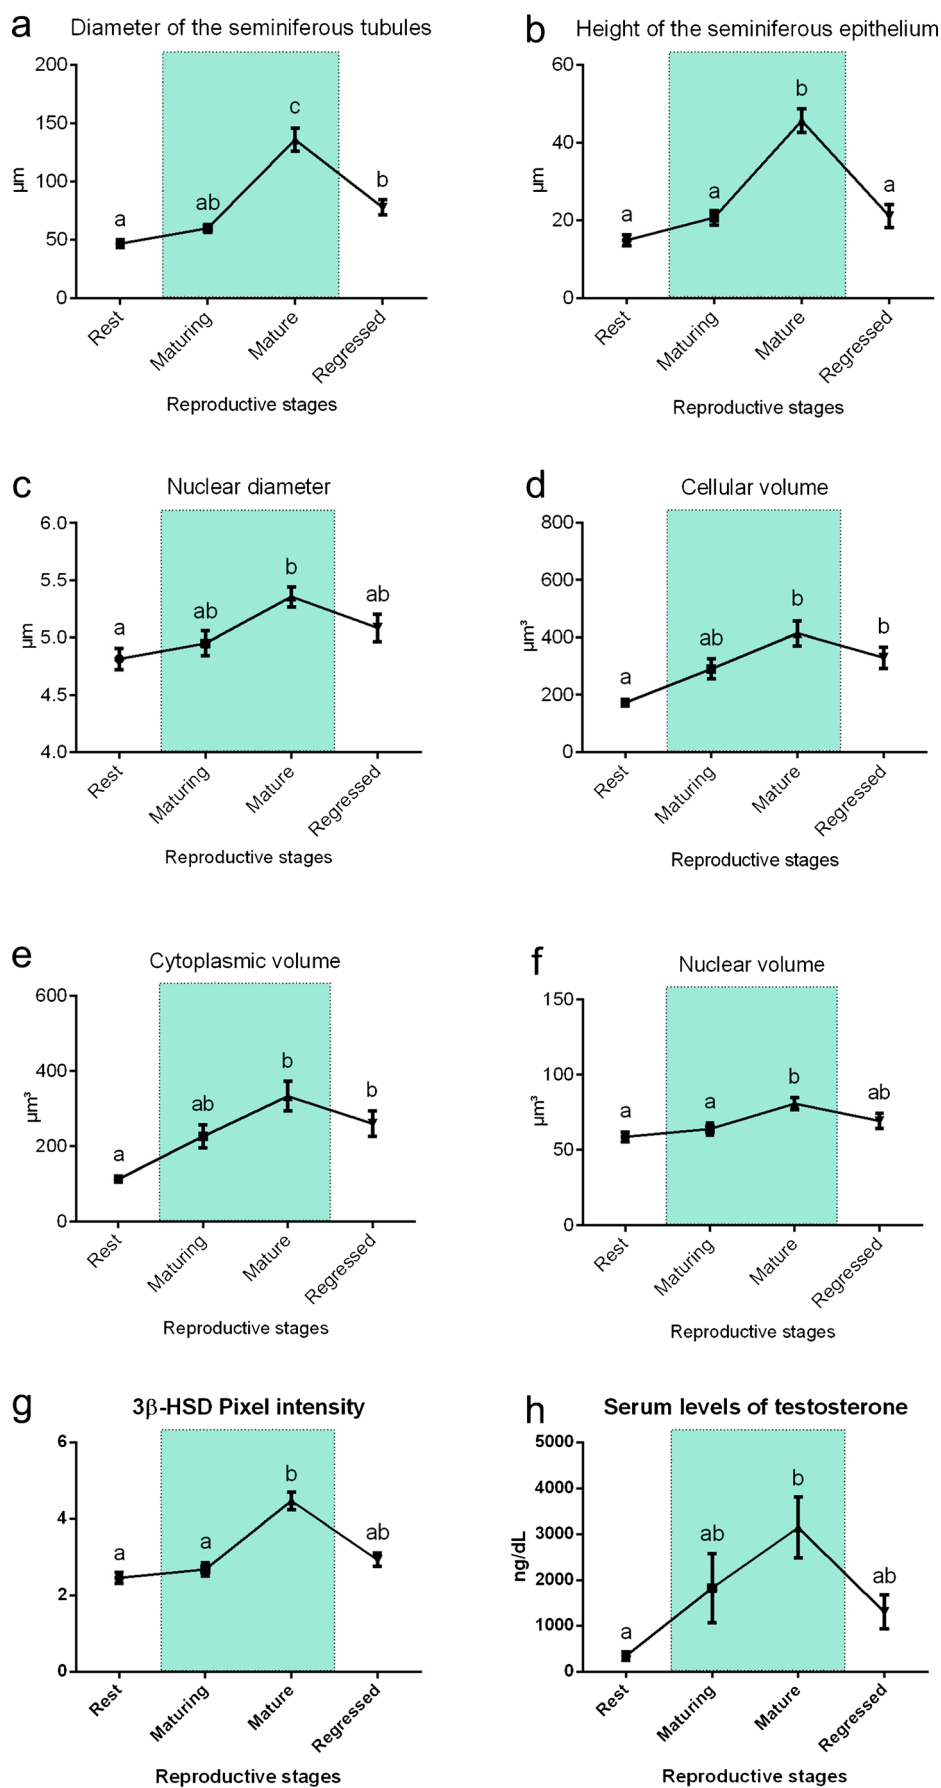 a Diameter of the seminiferous tubules
200
150
100
50
0
µm
a
ab
c
b
Rest
Maturing
Mature
Regressed
Reproductive stages
b Height of the seminiferous epithelium
60
40
20
0
µm
a
a
b
a
Rest
Maturing
Mature
Regressed
Reproductive stages
c Nuclear diameter
6.0
5.5
5.0
4.5
4.0
µm
a
ab
b
ab
Rest
Maturing
Mature
Regressed
Reproductive stages
d Cellular volume
800
600
400
200
0
µm³
a
ab
b
b
Rest
Maturing
Mature
Regressed
Reproductive stages
e Cytoplasmic volume
600
400
200
0
µm³
a
ab
b
b
Rest
Maturing
Mature
Regressed
Reproductive stages
f Nuclear volume
150
100
50
0
µm³
a
a
b
ab
Rest
Maturing
Mature
Regressed
Reproductive stages
g 3β-HSD Pixel intensity
6
4
2
0
a
a
b
ab
Rest
Maturing
Mature
Regressed
Reproductive stages
h Serum levels of testosterone
5000
4000
3000
2000
1000
0
ng/dL
a
ab
b
ab
Rest
Maturing
Mature
Regressed
Reproductive stages